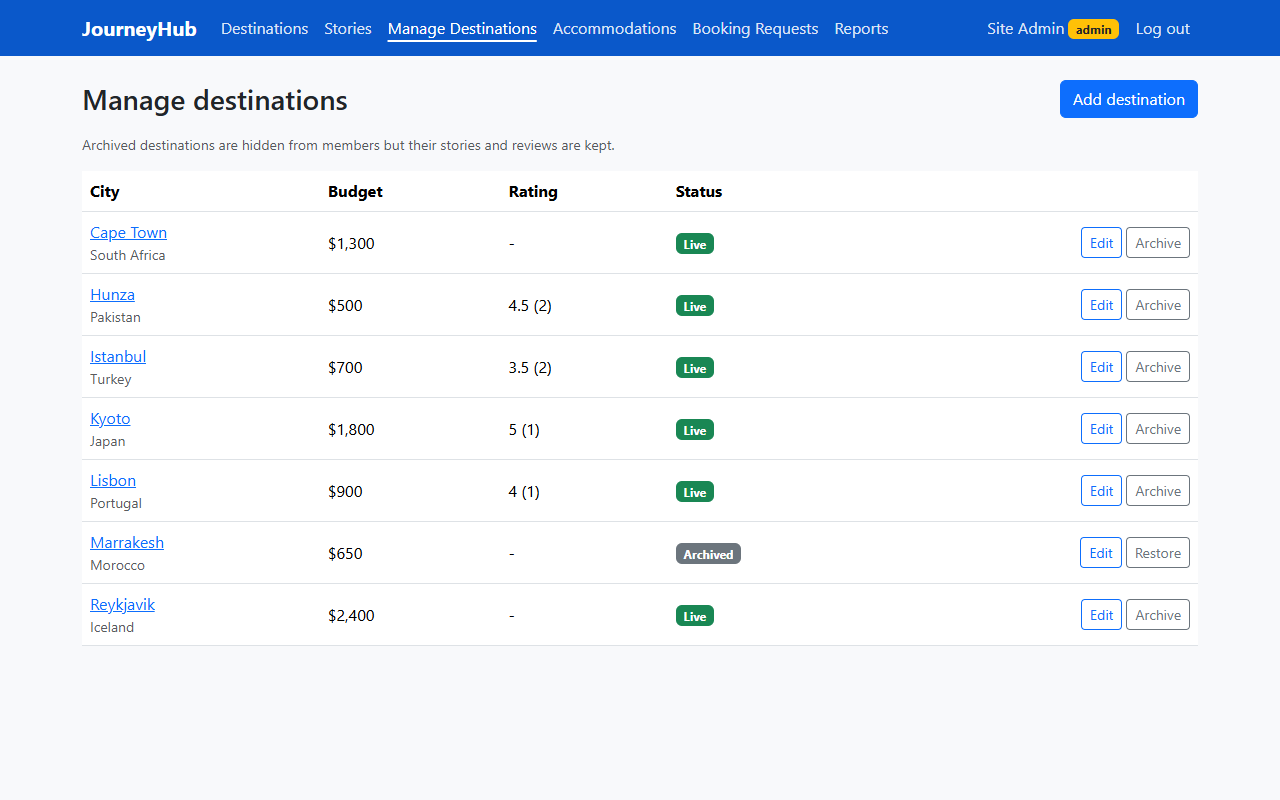 JourneyHub Destinations Stories Manage Destinations Accommodations Booking Requests Reports Site Admin admin Log out
Manage destinations Add destination
Archived destinations are hidden from members but their stories and reviews are kept.
City Budget Rating Status
Cape Town
South Africa
$1,300 - Live Edit Archive
Hunza
Pakistan
$500 4.5 (2) Live Edit Archive
Istanbul
Turkey
$700 3.5 (2) Live Edit Archive
Kyoto
Japan
$1,800 5 (1) Live Edit Archive
Lisbon
Portugal
$900 4 (1) Live Edit Archive
Marrakesh
Morocco
$650 - Archived Edit Restore
Reykjavik
Iceland
$2,400 - Live Edit Archive